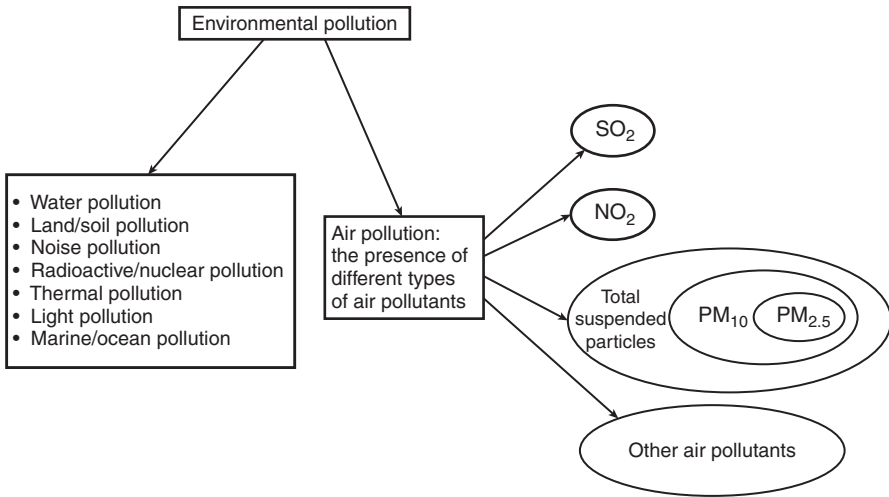 Environmental pollution
• Water pollution
• Land/soil pollution
• Noise pollution
• Radioactive/nuclear pollution
• Thermal pollution
• Light pollution
• Marine/ocean pollution
Air pollution:
the presence of
different types
of air pollutants
SO₂
NO₂
Total
suspended
particles
PM₁₀
PM₂.₅
Other air pollutants